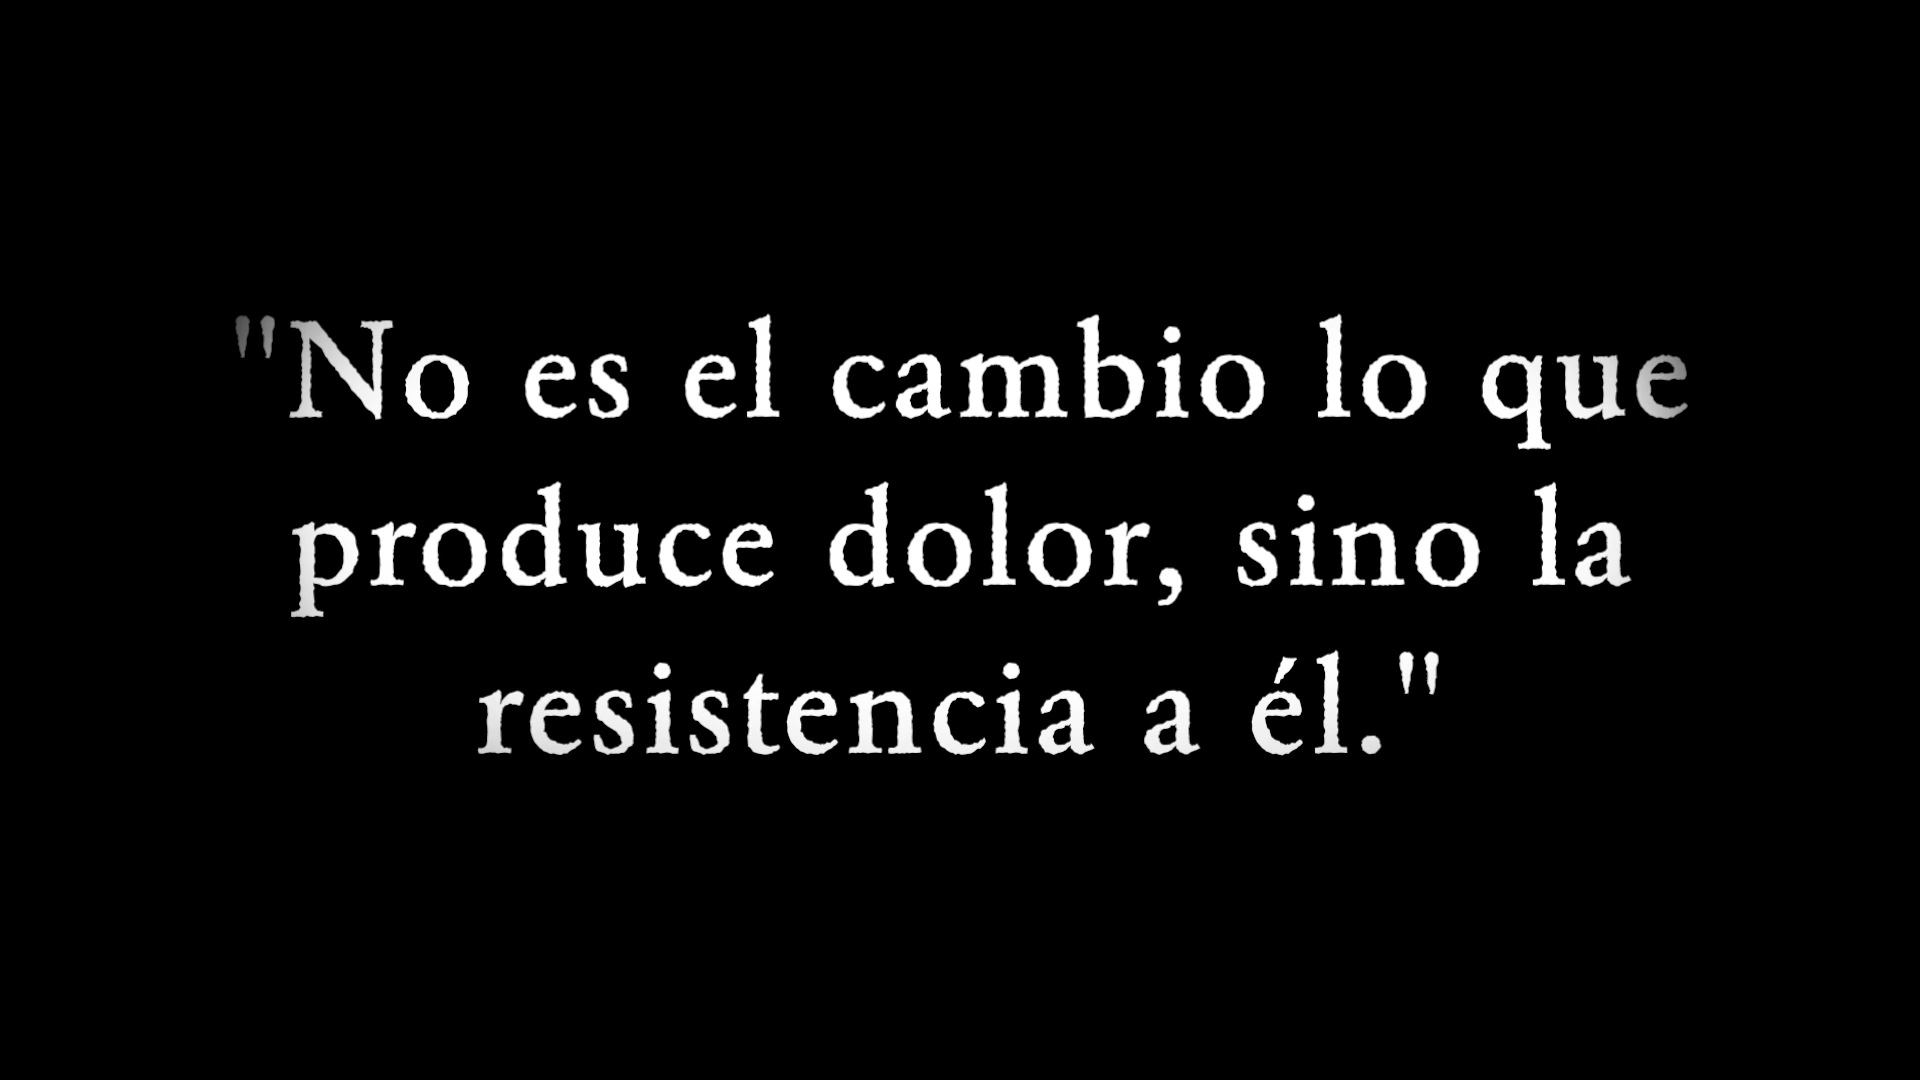 "No es el cambio lo que
produce dolor, sino la
resistencia a él."